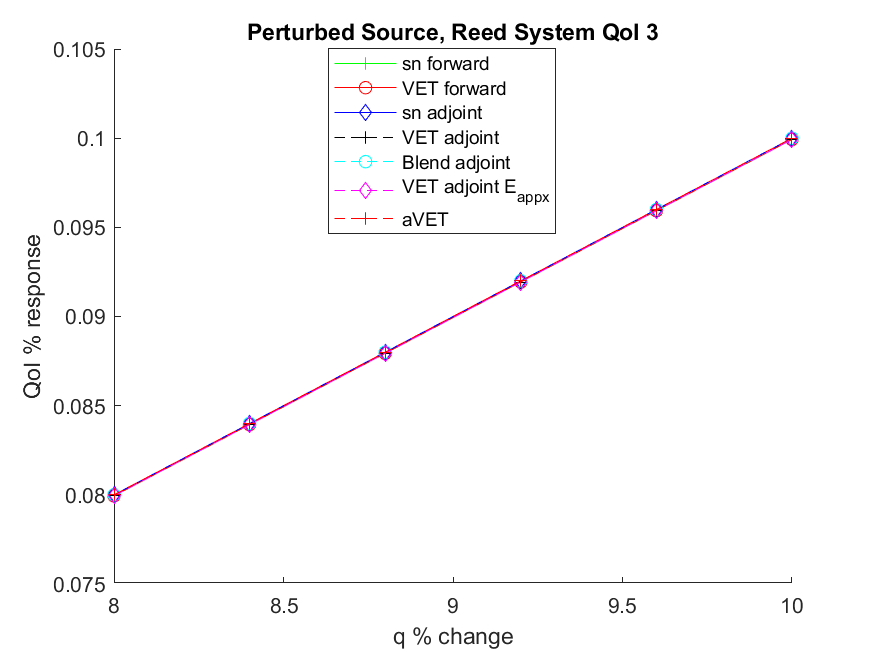 Perturbed Source, Reed System QoI 3
sn forward
VET forward
sn adjoint
VET adjoint
Blend adjoint
VET adjoint E_appx
aVET
0.105
0.1
0.095
0.09
0.085
0.08
0.075
QoI % response
8
8.5
9
9.5
10
q % change